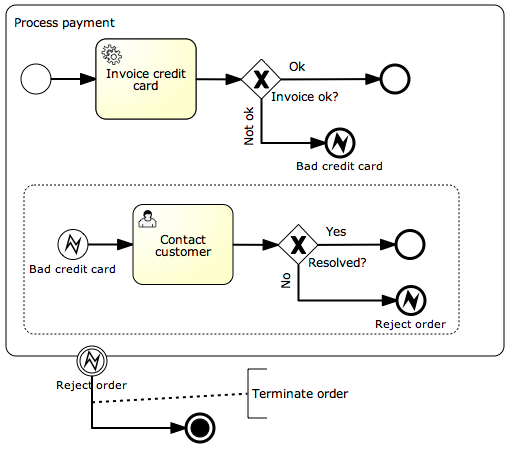 Process payment
Invoice credit
card
Ok
Invoice ok?
Not ok
Bad credit card
Contact
customer
Yes
Resolved?
No
Bad credit card
Reject order
Reject order
Terminate order